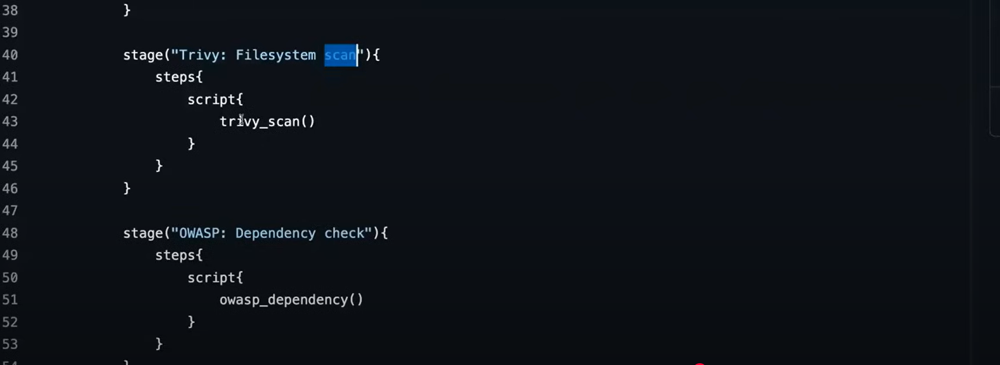 38 }
39
40 stage("Trivy: Filesystem scan"){
41 steps{
42 script{
43 trivy_scan()
44 }
45 }
46 }
47
48 stage("OWASP: Dependency check"){
49 steps{
50 script{
51 owasp_dependency()
52 }
53 }
54 }